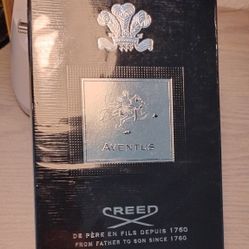 AVENTUS
CREED
DE PÈRE EN FILS DEPUIS 1760
FROM FATHER TO SON SINCE 1760